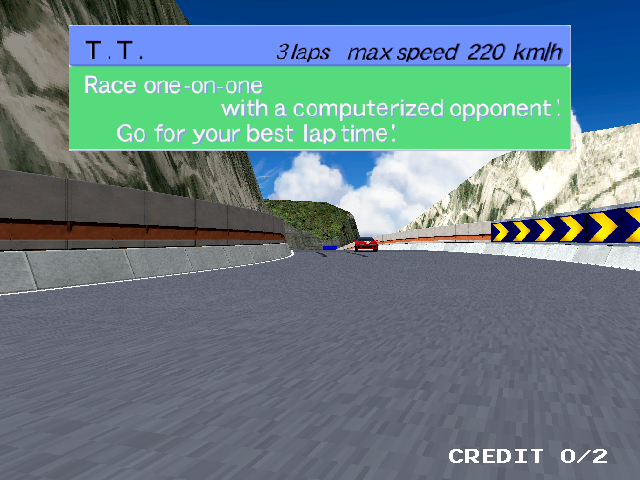 T.T. 3laps max speed 220 km/h
Race one-on-one
with a computerized opponent!
Go for your best lap time!
CREDIT 0/2